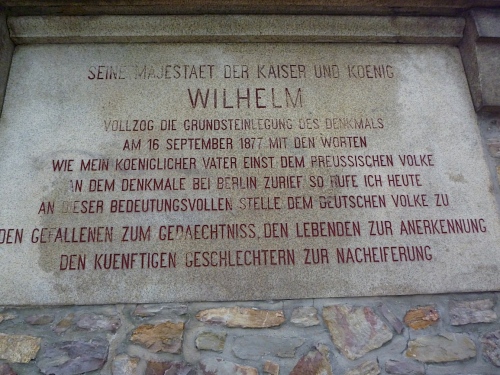 SEINE MAJESTAET DER KAISER UND KOENIG
WILHELM
VOLLZOG DIE GRUNDSTEINLEGUNG DES DENKMALS
AM 16 SEPTEMBER 1877 MIT DEN WORTEN
WIE MEIN KOENIGLICHER VATER EINST DEM PREUSSISCHEN VOLKE
AN DEM DENKMALE BEI BERLIN ZURIEF SO RUFE ICH HEUTE
AN DIESER BEDEUTUNGSVOLLEN STELLE DEM DEUTSCHEN VOLKE ZU
DEN GEFALLENEN ZUM GEDAECHTNISS, DEN LEBENDEN ZUR ANERKENNUNG
DEN KUENFTIGEN GESCHLECHTERN ZUR NACHEIFERUNG